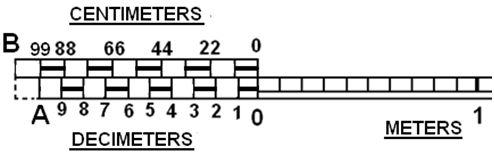 CENTIMETERS
B 99 88 66 44 22 0
A 9 8 7 6 5 4 3 2 1 0 1
DECIMETERS METERS